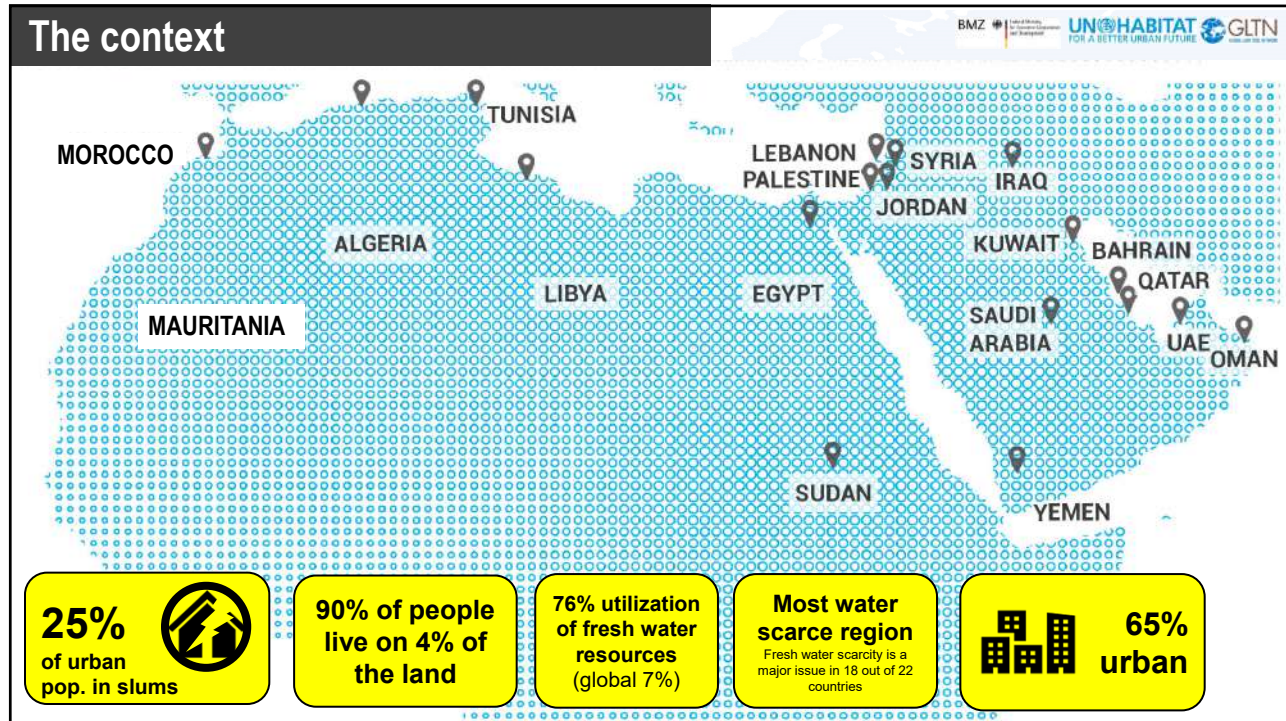 The context
BMZ
UN HABITAT
FOR A BETTER URBAN FUTURE
GLTN
TUNISIA
MOROCCO
LEBANON
SYRIA
PALESTINE
IRAQ
JORDAN
ALGERIA
KUWAIT
BAHRAIN
LIBYA
EGYPT
QATAR
MAURITANIA
SAUDI
ARABIA
UAE
OMAN
SUDAN
YEMEN
25%
of urban
pop. in slums
90% of people
live on 4% of
the land
76% utilization
of fresh water
resources
(global 7%)
Most water
scarce region
Fresh water scarcity is a
major issue in 18 out of 22
countries
65%
urban